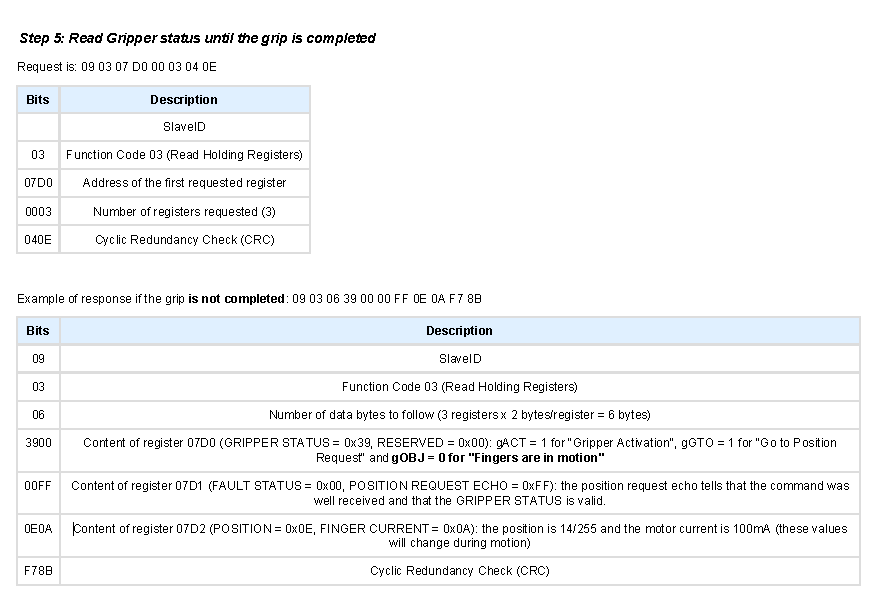 Step 5: Read Gripper status until the grip is completed
Request is: 09 03 07 D0 00 03 04 0E
Bits Description
SlaveID
03 Function Code 03 (Read Holding Registers)
07D0 Address of the first requested register
0003 Number of registers requested (3)
040E Cyclic Redundancy Check (CRC)
Example of response if the grip is not completed: 09 03 06 39 00 00 FF 0E 0A F7 8B
Bits Description
09 SlaveID
03 Function Code 03 (Read Holding Registers)
06 Number of data bytes to follow (3 registers x 2 bytes/register = 6 bytes)
3900 Content of register 07D0 (GRIPPER STATUS = 0x39, RESERVED = 0x00): gACT = 1 for "Gripper Activation", gGTO = 1 for "Go to Position
Request" and gOBJ = 0 for "Fingers are in motion"
00FF Content of register 07D1 (FAULT STATUS = 0x00, POSITION REQUEST ECHO = 0xFF): the position request echo tells that the command was
well received and that the GRIPPER STATUS is valid.
0E0A Content of register 07D2 (POSITION = 0x0E, FINGER CURRENT = 0x0A): the position is 14/255 and the motor current is 100mA (these values
will change during motion)
F78B Cyclic Redundancy Check (CRC)